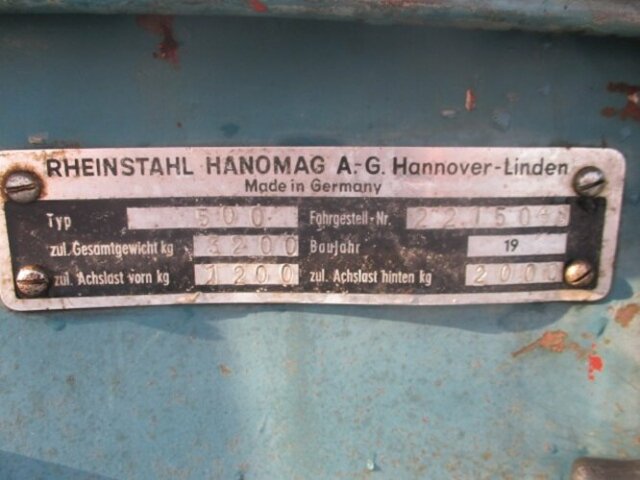 RHEINSTAHL HANOMAG A.-G. Hannover-Linden
Made in Germany
Typ 500 Fahrgestell-Nr.
zul. Gesamtgewicht kg 3200 Baujahr 19
zul. Achslast vorn kg 1200 zul. Achslast hinten kg 2000